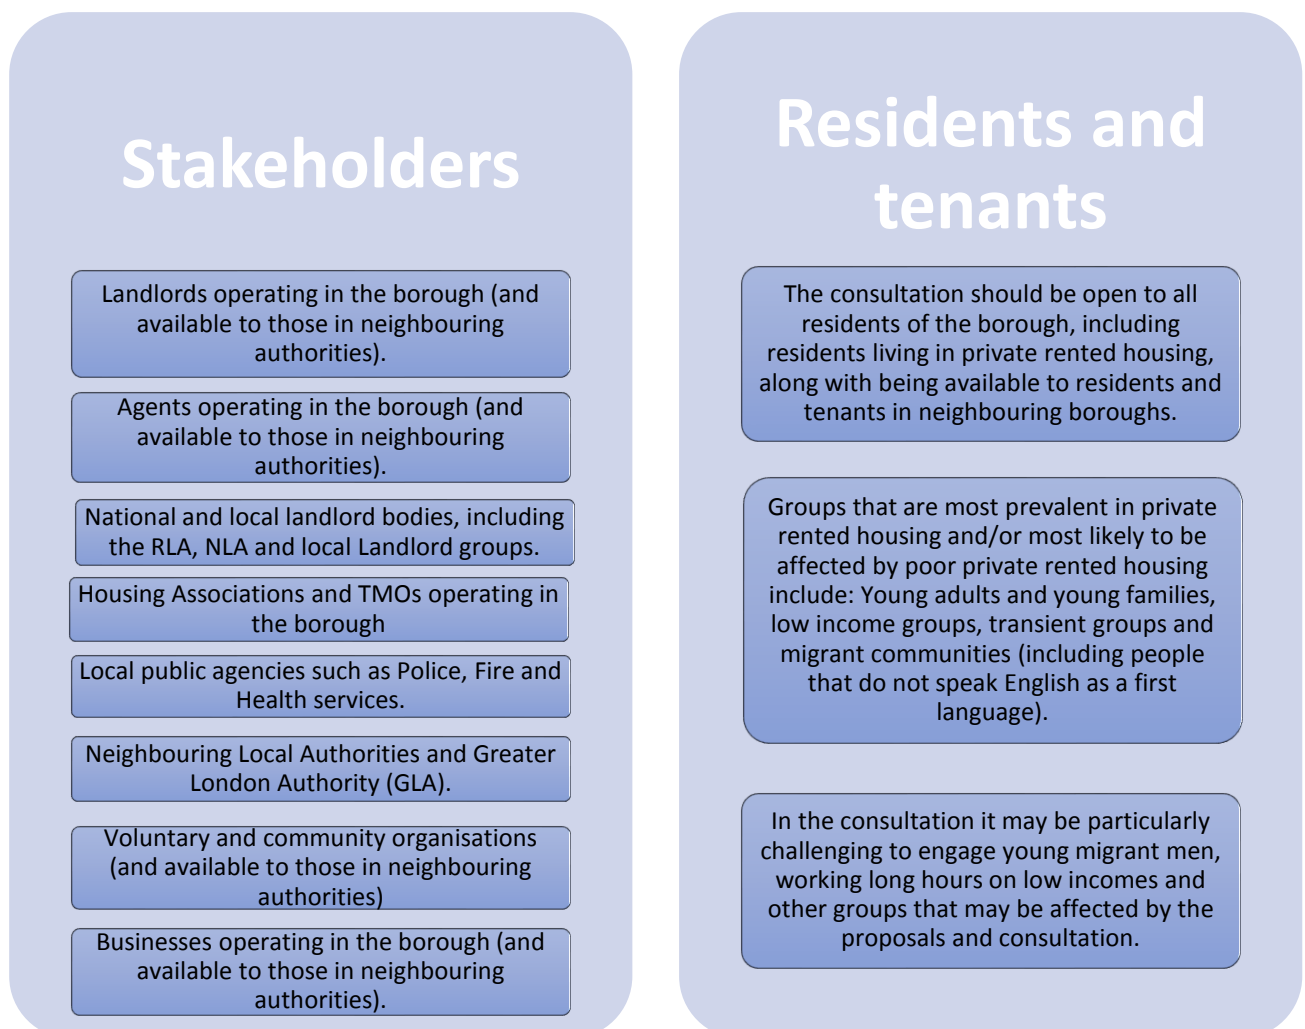 Stakeholders
Landlords operating in the borough (and
available to those in neighbouring
authorities).
Agents operating in the borough (and
available to those in neighbouring
authorities).
National and local landlord bodies, including
the RLA, NLA and local Landlord groups.
Housing Associations and TMOs operating in
the borough
Local public agencies such as Police, Fire and
Health services.
Neighbouring Local Authorities and Greater
London Authority (GLA).
Voluntary and community organisations
(and available to those in neighbouring
authorities)
Businesses operating in the borough (and
available to those in neighbouring
authorities).
Residents and
tenants
The consultation should be open to all
residents of the borough, including
residents living in private rented housing,
along with being available to residents and
tenants in neighbouring boroughs.
Groups that are most prevalent in private
rented housing and/or most likely to be
affected by poor private rented housing
include: Young adults and young families,
low income groups, transient groups and
migrant communities (including people
that do not speak English as a first
language).
In the consultation it may be particularly
challenging to engage young migrant men,
working long hours on low incomes and
other groups that may be affected by the
proposals and consultation.